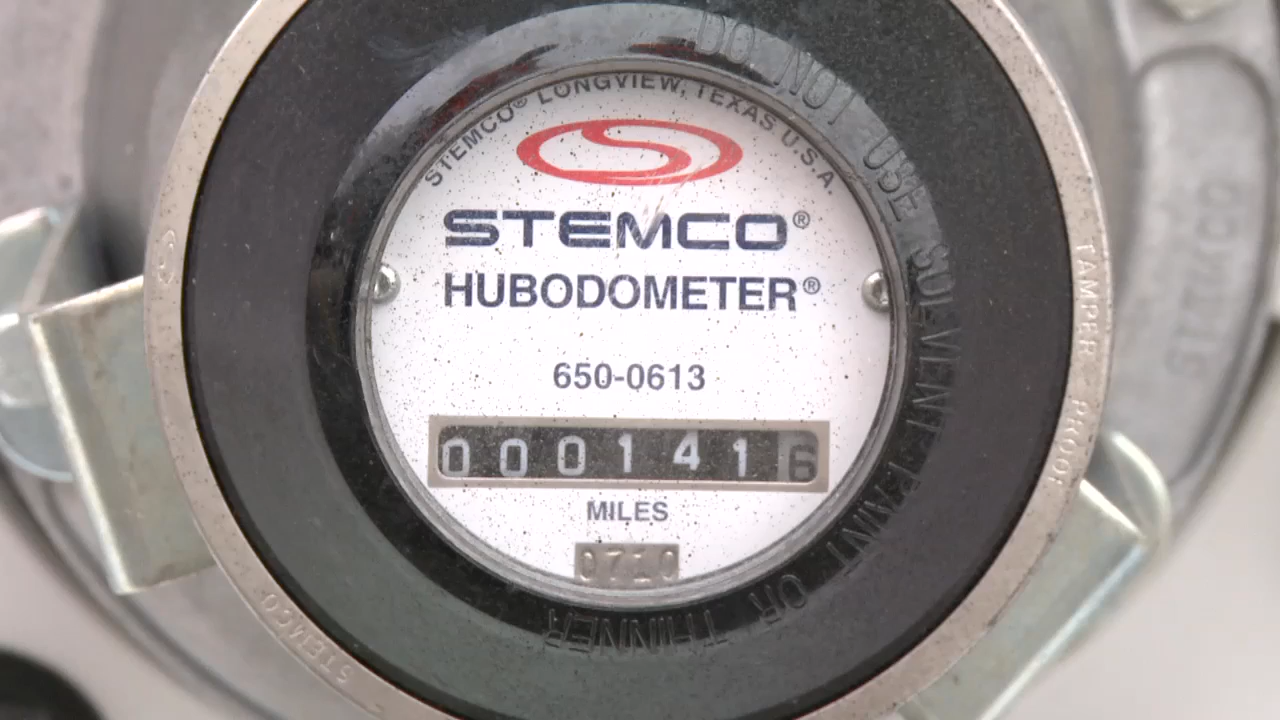 STEMCO® LONGVIEW, TEXAS U.S.A.
STEMCO®
HUBODOMETER®
650-0613
0001416
MILES
0710
DO NOT USE SOLVENT PAINT OR THINNER
TAMPER PROOF
STEMCO